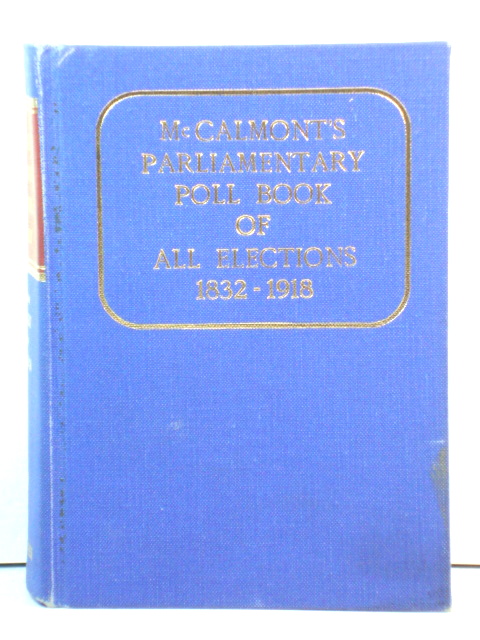 McCALMONT'S
PARLIAMENTARY
POLL BOOK
OF
ALL ELECTIONS
1832-1918